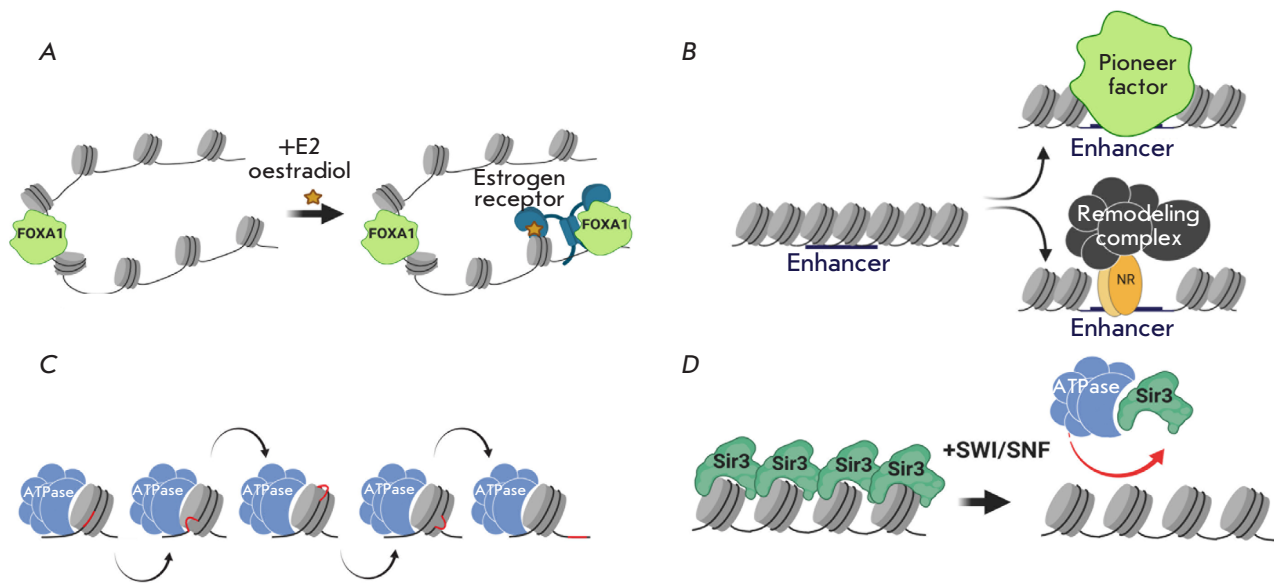 A
+E2
oestradiol
Estrogen
receptor
FOXA1
FOXA1
FOXA1
B
Pioneer
factor
Enhancer
Enhancer
Remodeling
complex
NR
Enhancer
C
ATPase
ATPase
ATPase
ATPase
ATPase
D
Sir3
Sir3
Sir3
Sir3
+SWI/SNF
ATPase
Sir3